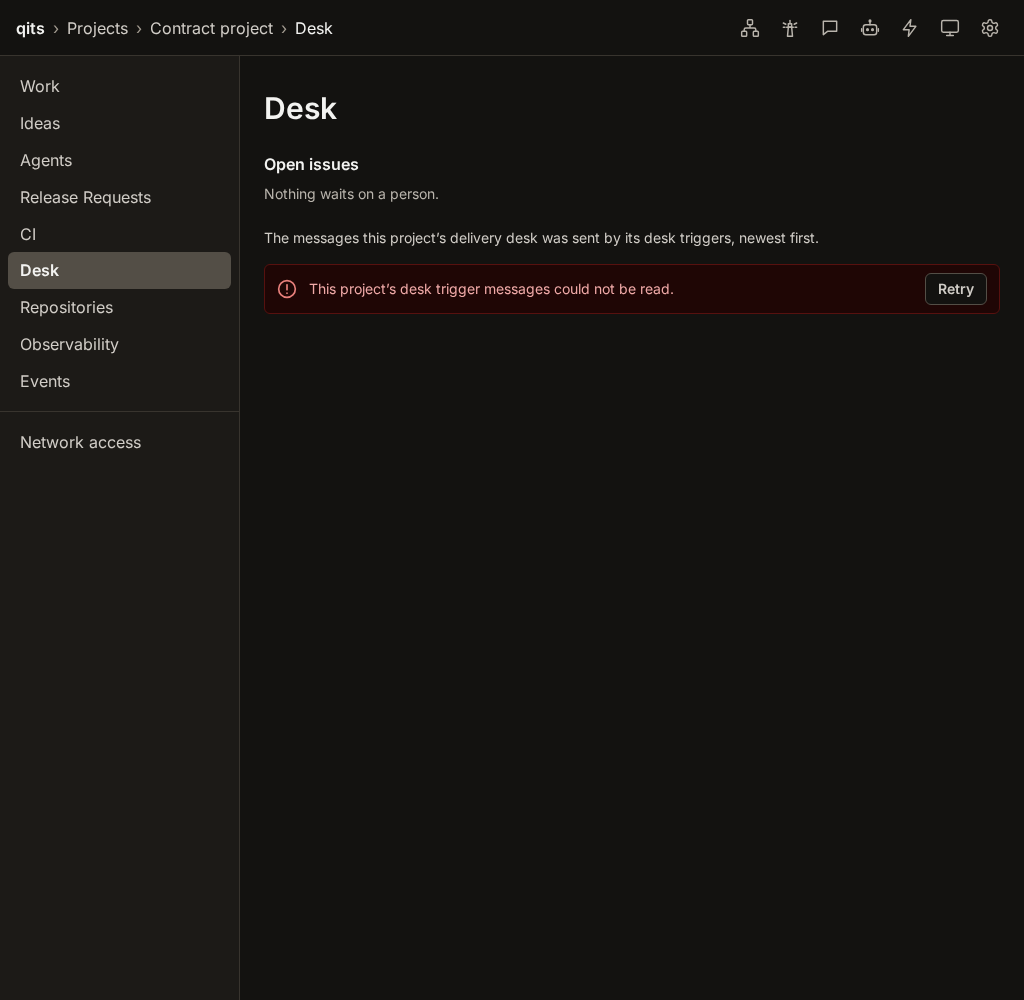 qits › Projects › Contract project › Desk
Work
Ideas
Agents
Release Requests
CI
Desk
Repositories
Observability
Events
Network access
Desk
Open issues
Nothing waits on a person.
The messages this project’s delivery desk was sent by its desk triggers, newest first.
This project’s desk trigger messages could not be read.
Retry